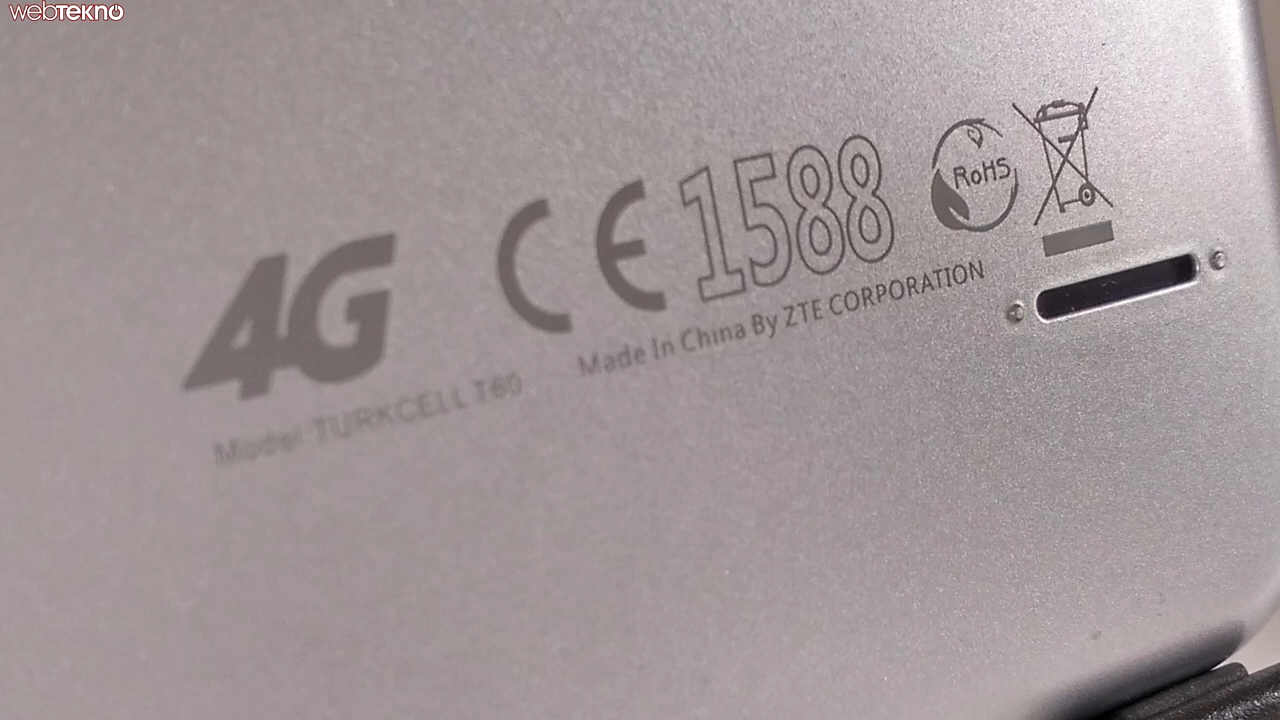 webtekno
4G CE 1588 RoHS
Made In China By ZTE CORPORATION
Model: TURKCELL T60